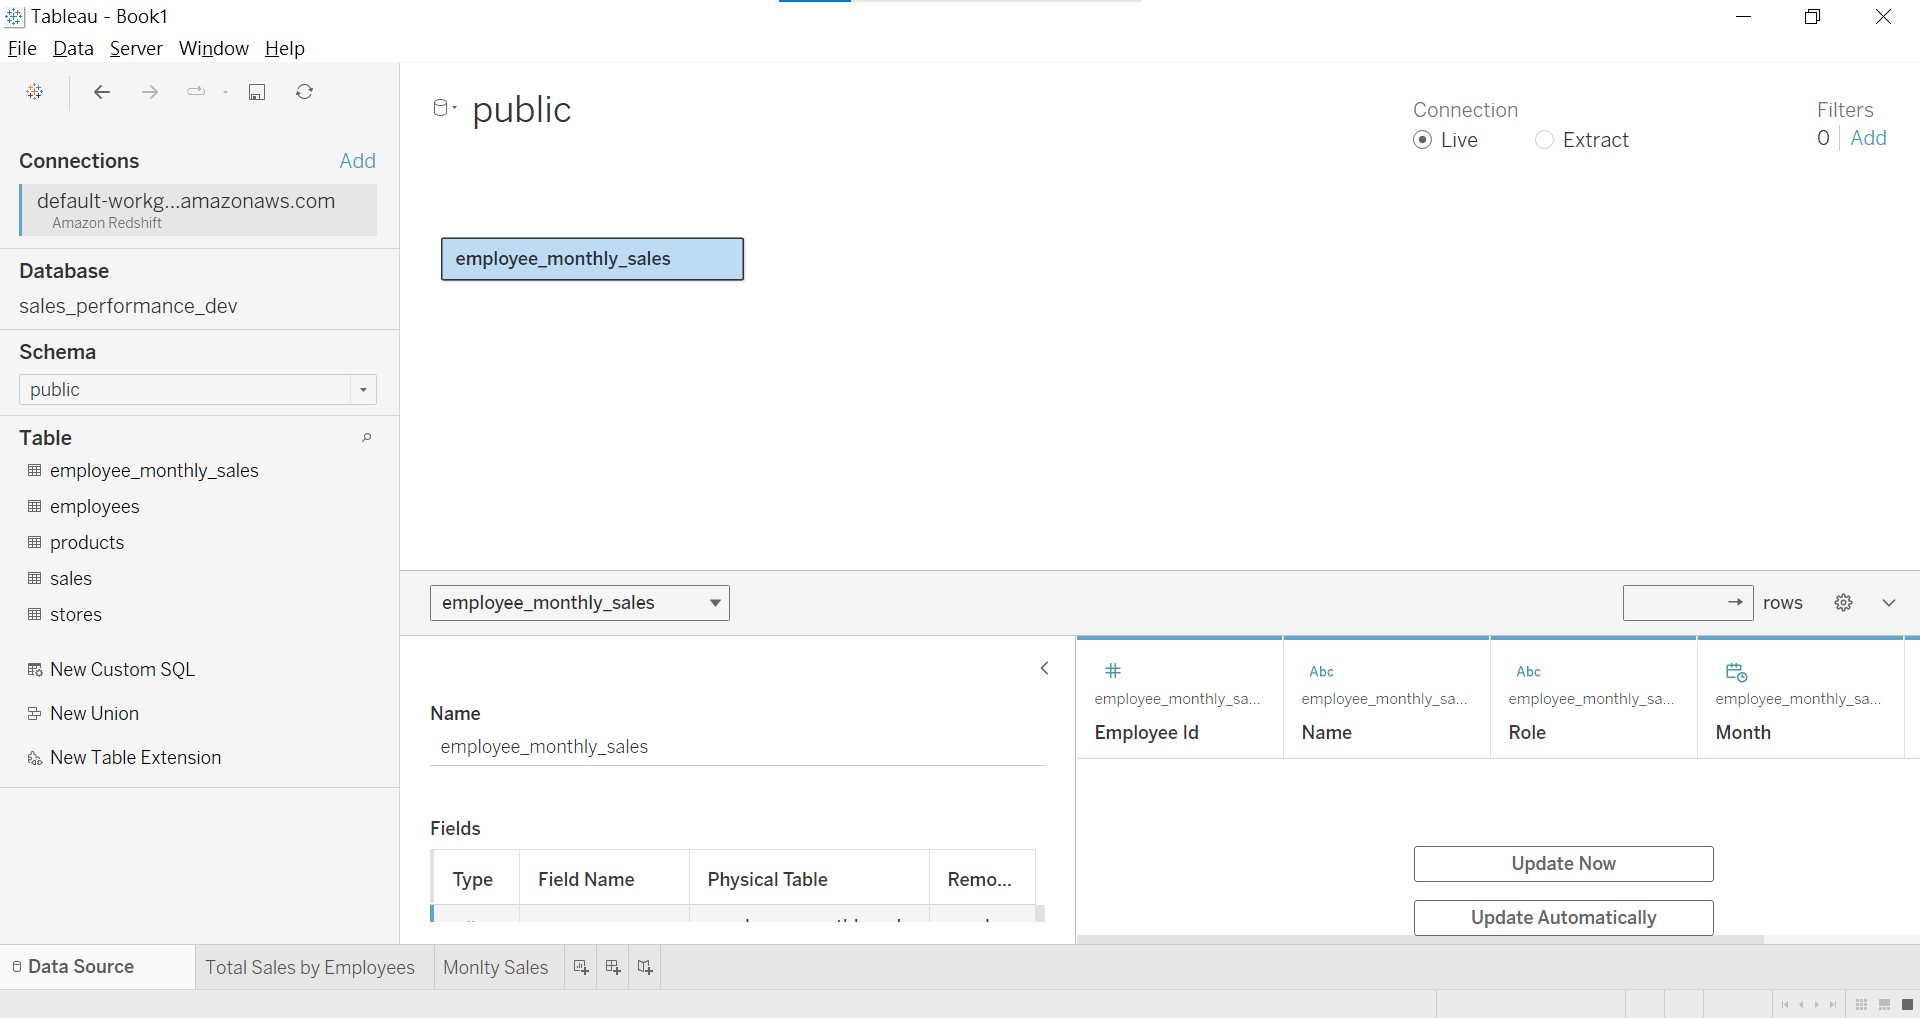 Tableau - Book1
File Data Server Window Help
Connections Add
default-workg...amazonaws.com
Amazon Redshift
Database
sales_performance_dev
Schema
public
Table
employee_monthly_sales
employees
products
sales
stores
New Custom SQL
New Union
New Table Extension
public
Connection
Live Extract
Filters
0 Add
employee_monthly_sales
employee_monthly_sales
rows
Name
employee_monthly_sales
Fields
Type Field Name Physical Table Remo...
Abc Abc
employee_monthly_sa... employee_monthly_sa... employee_monthly_sa... employee_monthly_sa...
Employee Id Name Role Month
Update Now
Update Automatically
Data Source Total Sales by Employees Monlty Sales